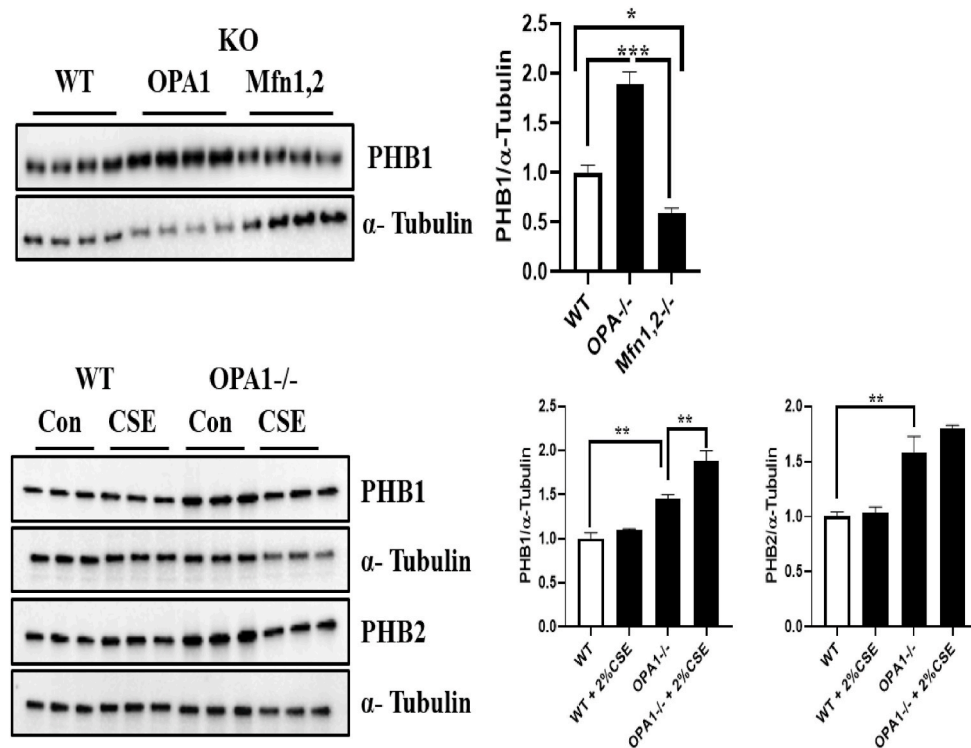 KO
WT OPA1 Mfn1,2
PHB1
α- Tubulin
PHB1/α-Tubulin
2.5
2.0
1.5
1.0
0.5
0.0
*
***
WT
OPA-/-
Mfn1,2-/-
WT OPA1-/-
Con CSE Con CSE
PHB1
α- Tubulin
PHB2
α- Tubulin
PHB1/α-Tubulin
2.5
2.0
1.5
1.0
0.5
0.0
** **
WT
WT + 2%CSE
OPA1-/-
OPA1-/- + 2%CSE
PHB2/α-Tubulin
2.0
1.5
1.0
0.5
0.0
**
WT
WT + 2%CSE
OPA1-/-
OPA1-/- + 2%CSE